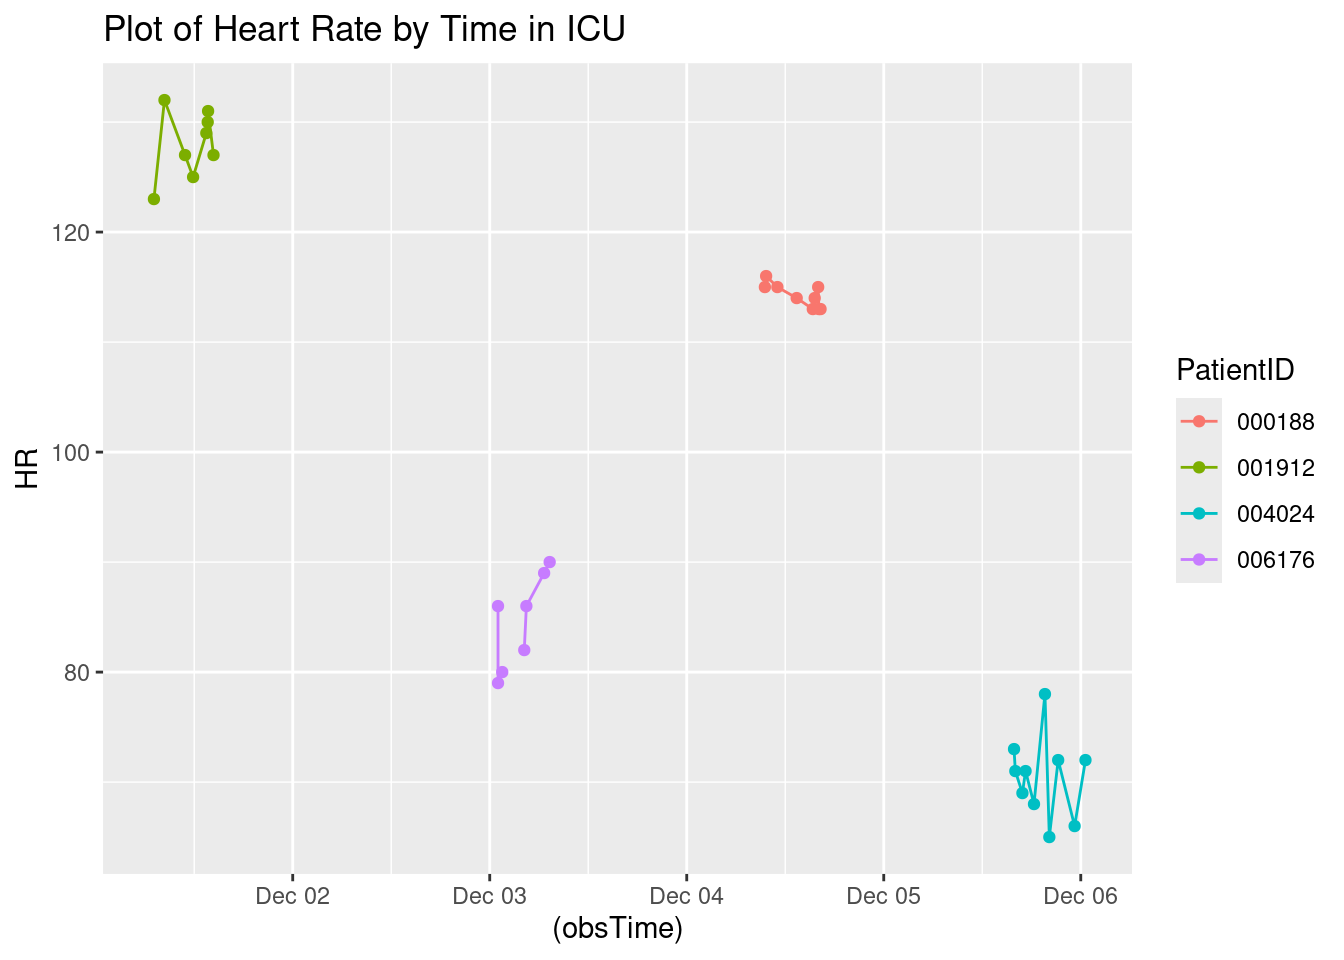 Plot of Heart Rate by Time in ICU
120
100
80
HR
Dec 02
Dec 03
Dec 04
Dec 05
Dec 06
(obsTime)
PatientID
000188
001912
004024
006176